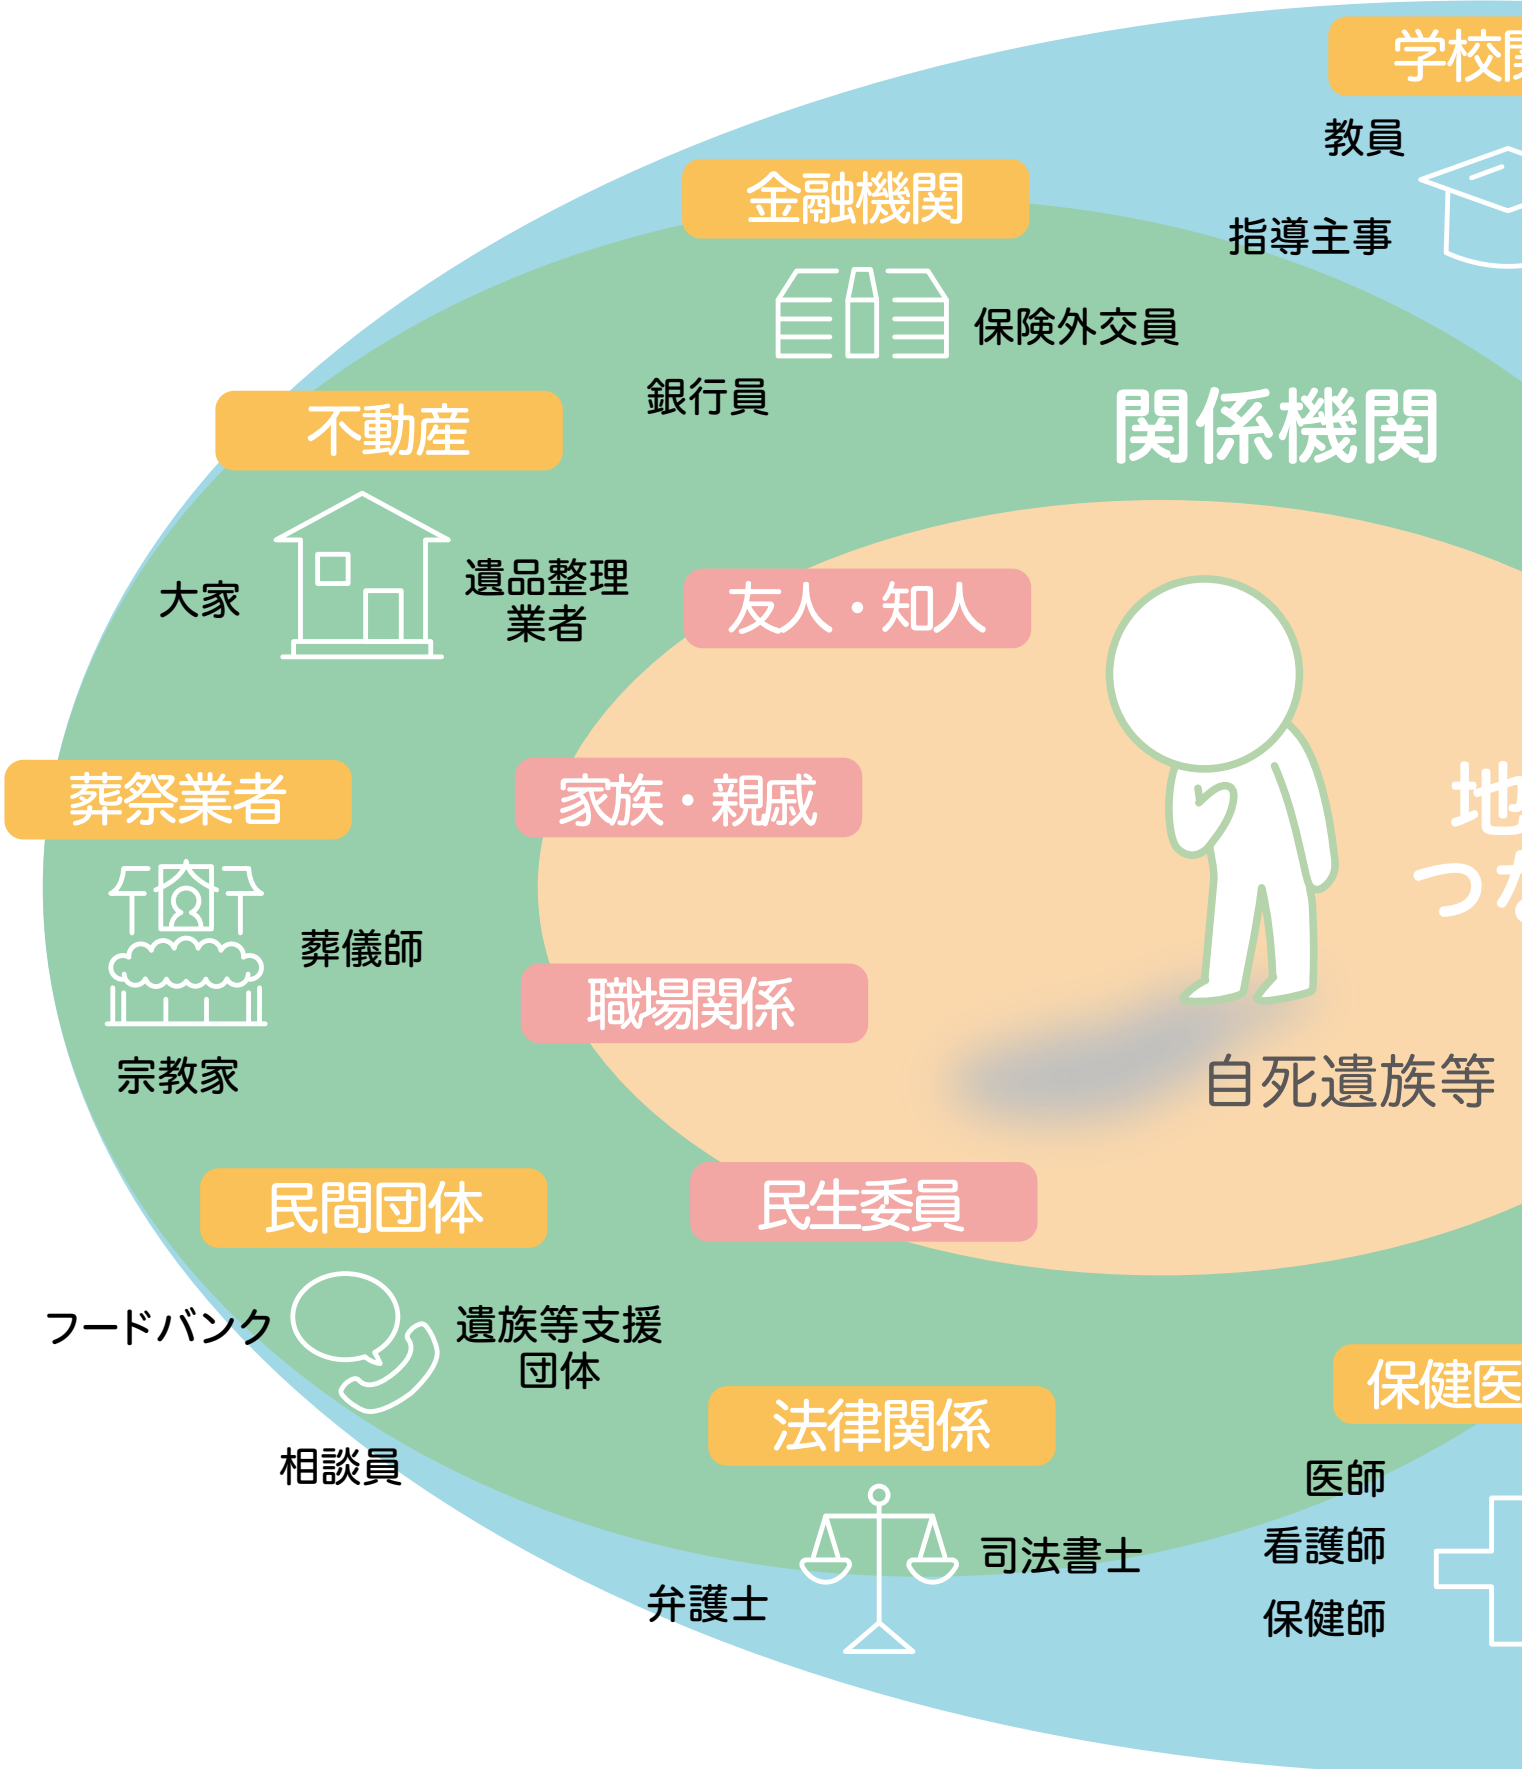 学校
教員
指導主事
金融機関
保険外交員
銀行員
関係機関
不動産
大家
遺品整理
業者
友人・知人
葬祭業者
家族・親戚
地
つな
葬儀師
宗教家
職場関係
自死遺族等
民間団体
民生委員
フードバンク
遺族等支援
団体
相談員
法律関係
司法書士
弁護士
保健医
医師
看護師
保健師